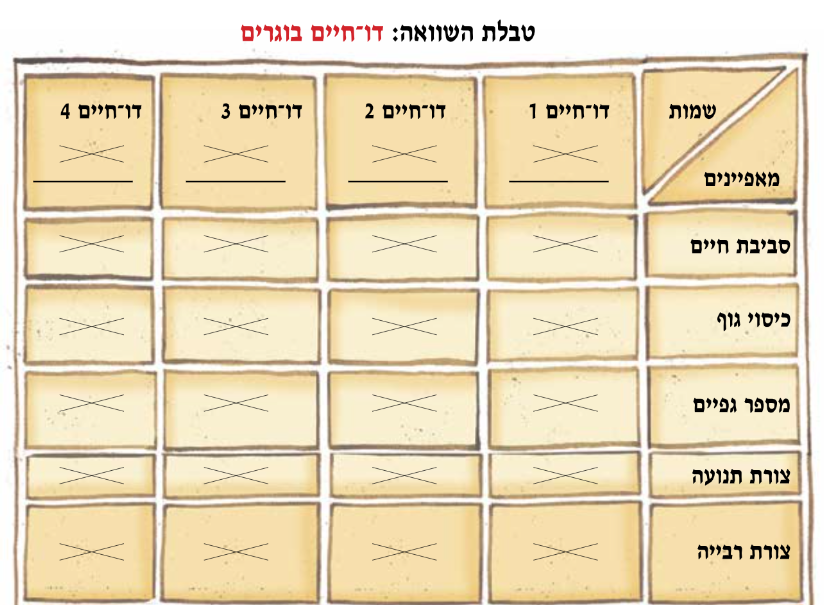 טבלת השוואה: דו־חיים בוגרים
שמות
מאפיינים
דו־חיים 1
דו־חיים 2
דו־חיים 3
דו־חיים 4
סביבת חיים
כיסוי גוף
מספר גפיים
צורת תנועה
צורת רבייה